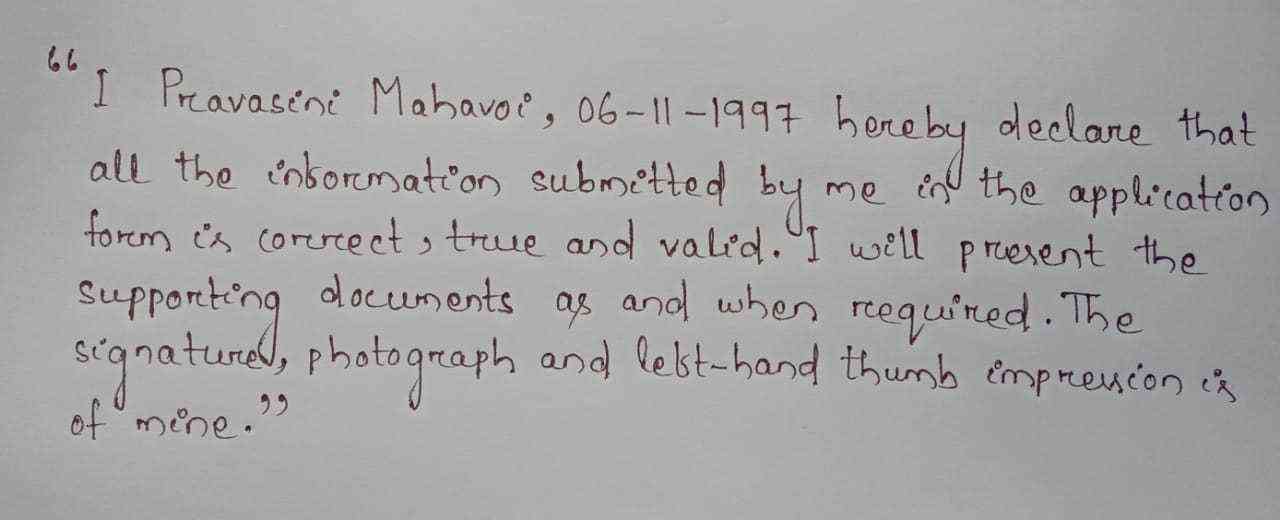 “I Pravasini Mahavoi, 06-11-1997 hereby declare that
all the information submitted by me in the application
form is correct, true and valid. I will present the
supporting documents as and when required. The
signature, photograph and left-hand thumb impression is
of mine.”